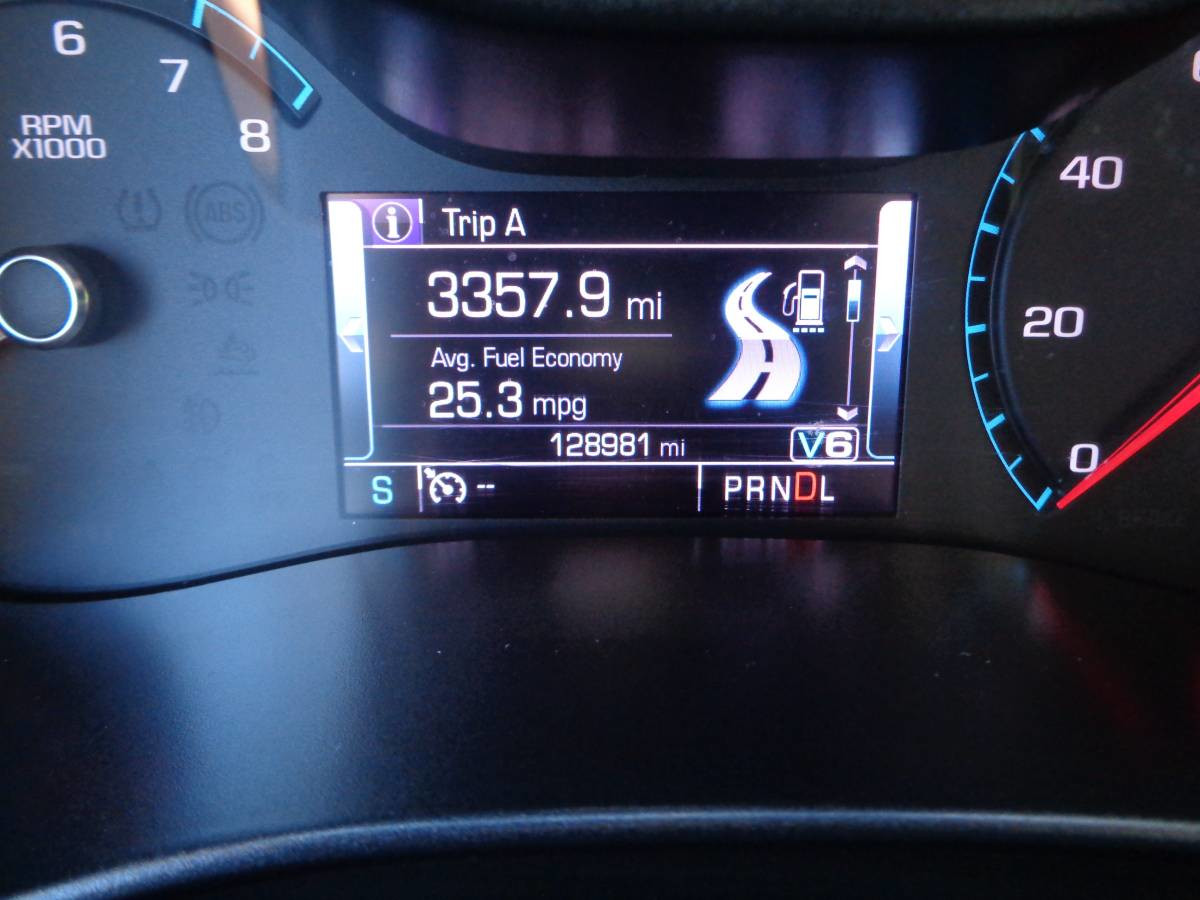 6
7
8
RPM
X1000
ABS
i Trip A
3357.9 mi
Avg. Fuel Economy
25.3 mpg
128981 mi V6
S -- PRNDL
40
20
0